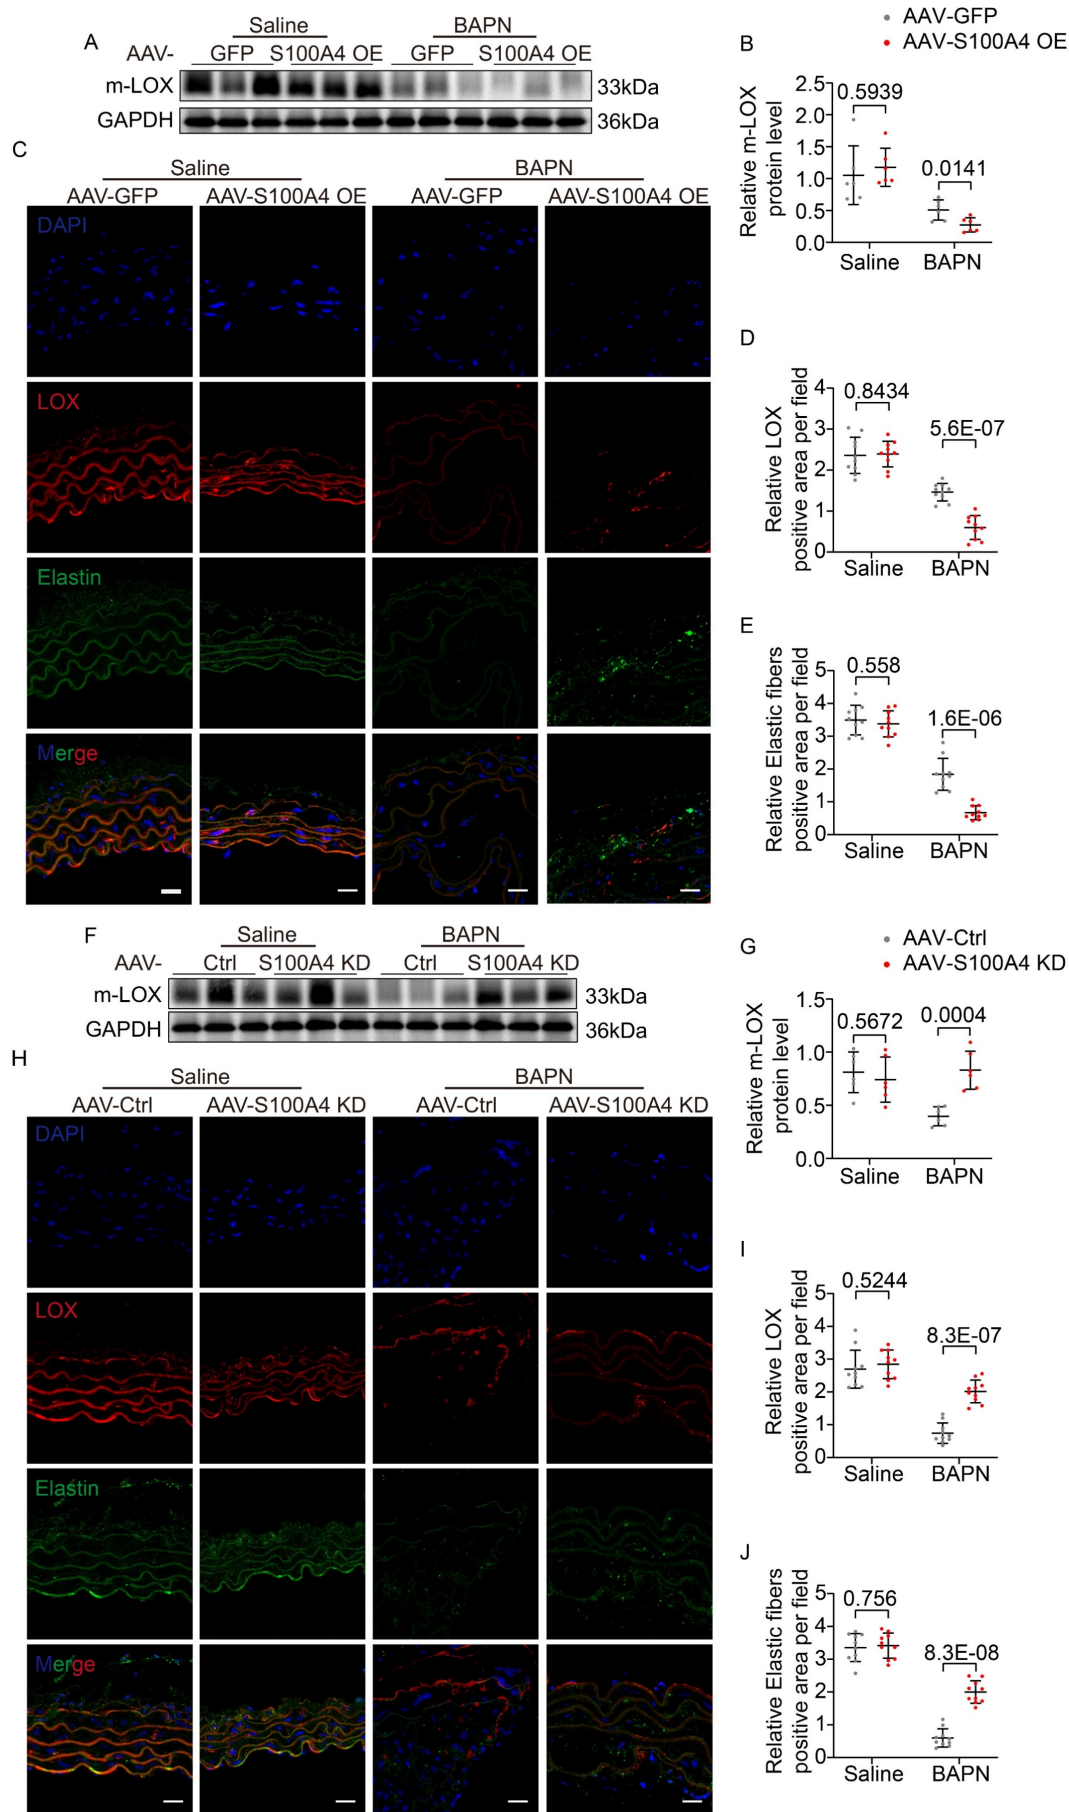 A
Saline BAPN
AAV- GFP S100A4 OE GFP S100A4 OE
m-LOX 33kDa
GAPDH 36kDa
AAV-GFP
AAV-S100A4 OE
B
Relative m-LOX
protein level
2.5
2.0
1.5
1.0
0.5
0.0
0.5939
0.0141
Saline BAPN
C
Saline BAPN
AAV-GFP AAV-S100A4 OE AAV-GFP AAV-S100A4 OE
DAPI
LOX
Elastin
Merge
D
Relative LOX
positive area per field
4
3
2
1
0
0.8434
5.6E-07
Saline BAPN
E
Relative Elastic fibers
positive area per field
5
4
3
2
1
0
0.558
1.6E-06
Saline BAPN
F
Saline BAPN
AAV- Ctrl S100A4 KD Ctrl S100A4 KD
m-LOX 33kDa
GAPDH 36kDa
G
AAV-Ctrl
AAV-S100A4 KD
Relative m-LOX
protein level
1.5
1.0
0.5
0.0
0.5672
0.0004
Saline BAPN
H
Saline BAPN
AAV-Ctrl AAV-S100A4 KD AAV-Ctrl AAV-S100A4 KD
DAPI
LOX
Elastin
Merge
I
Relative LOX
positive area per field
5
4
3
2
1
0
0.5244
8.3E-07
Saline BAPN
J
Relative Elastic fibers
positive area per field
5
4
3
2
1
0
0.756
8.3E-08
Saline BAPN